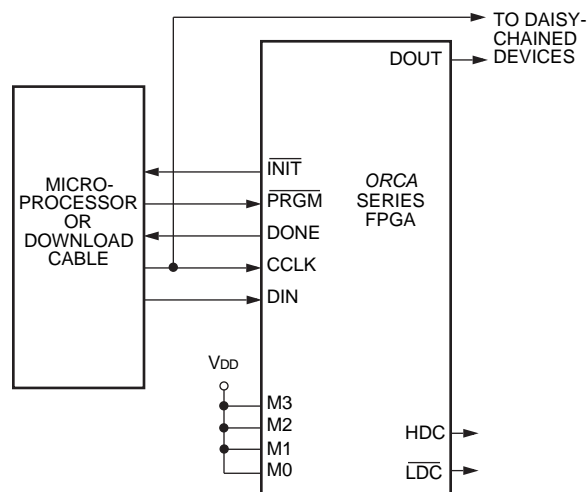 TO DAISY-
CHAINED
DEVICES
DOUT
MICRO-
PROCESSOR
OR
DOWNLOAD
CABLE
INIT
PRGM
DONE
CCLK
DIN
ORCA
SERIES
FPGA
VDD
M3
M2
M1
M0
HDC
LDC